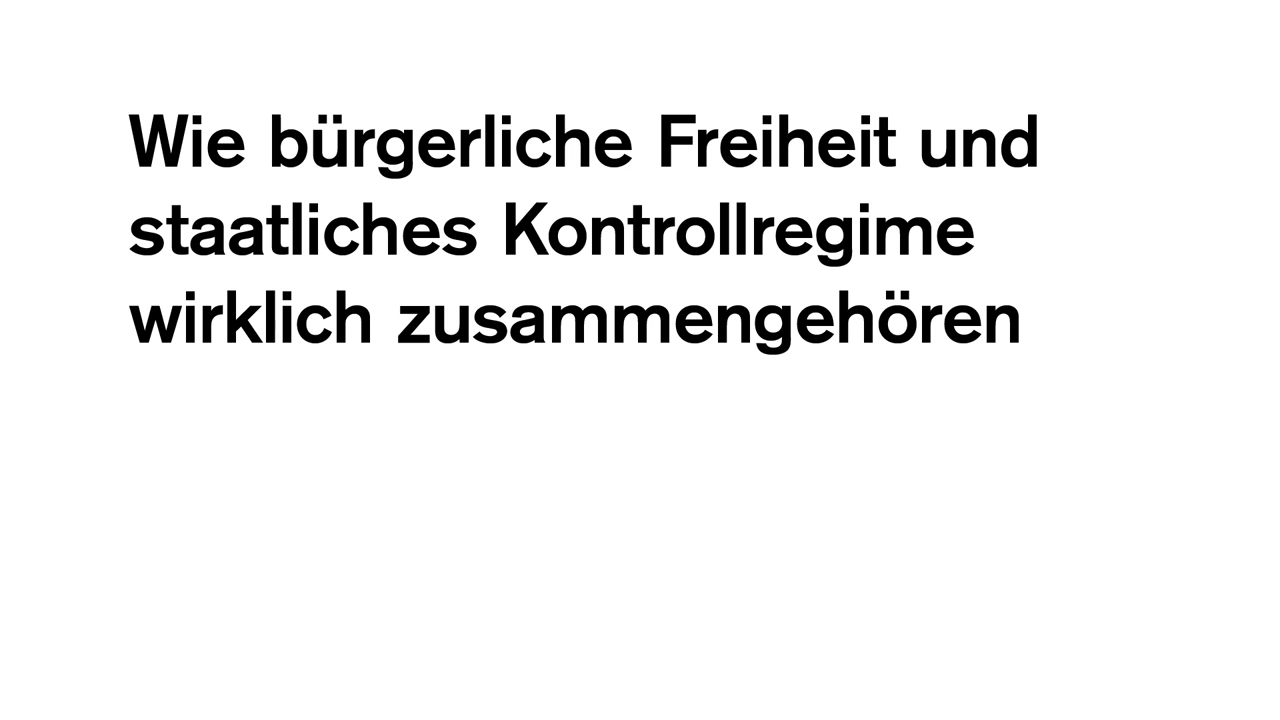 Wie bürgerliche Freiheit und
staatliches Kontrollregime
wirklich zusammengehören